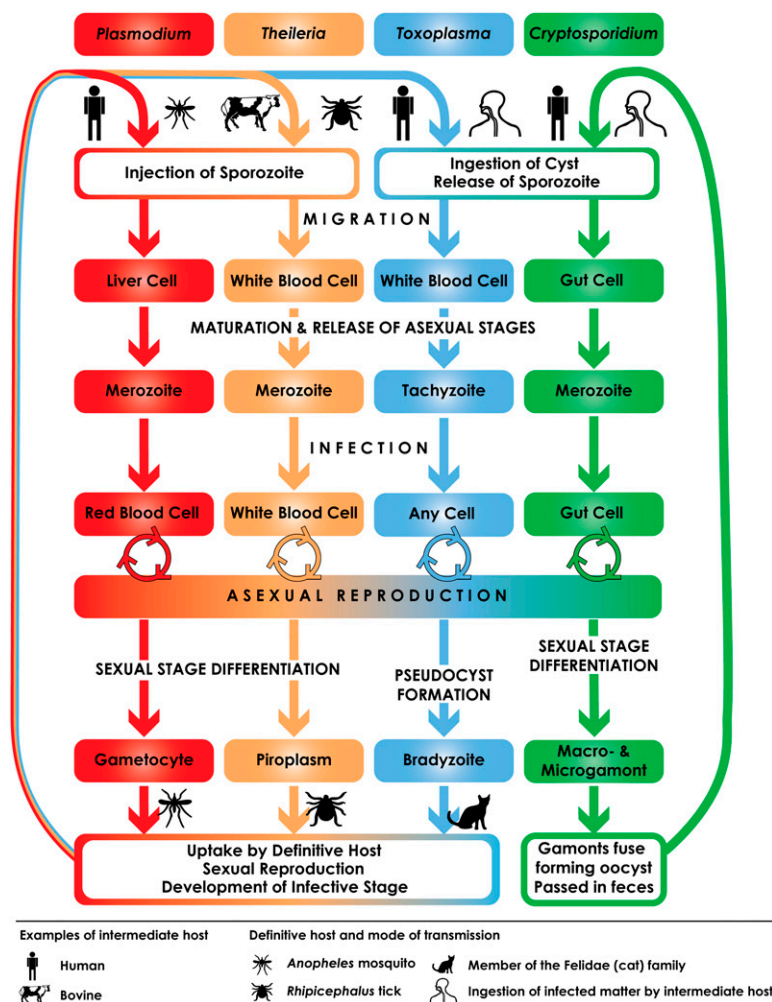 Plasmodium
Theileria
Toxoplasma
Cryptosporidium
Injection of Sporozoite
Ingestion of Cyst
Release of Sporozoite
MIGRATION
Liver Cell
White Blood Cell
White Blood Cell
Gut Cell
MATURATION & RELEASE OF ASEXUAL STAGES
Merozoite
Merozoite
Tachyzoite
Merozoite
INFECTION
Red Blood Cell
White Blood Cell
Any Cell
Gut Cell
ASEXUAL REPRODUCTION
SEXUAL STAGE DIFFERENTIATION
PSEUDOCYST
FORMATION
SEXUAL STAGE
DIFFERENTIATION
Gametocyte
Piroplasm
Bradyzoite
Macro- &
Microgamont
Uptake by Definitive Host
Sexual Reproduction
Development of Infective Stage
Gamonts fuse
forming oocyst
Passed in feces
Examples of intermediate host
Human
Bovine
Definitive host and mode of transmission
Anopheles mosquito
Rhipicephalus tick
Member of the Felidae (cat) family
Ingestion of infected matter by intermediate host